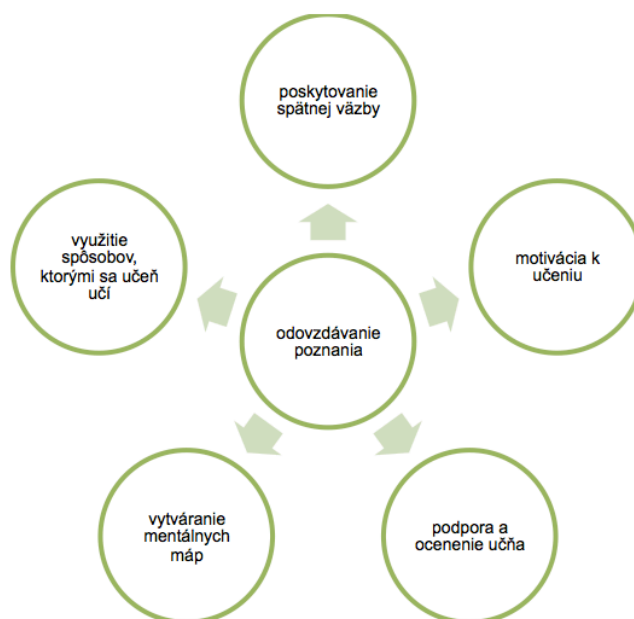 poskytovanie
spätnej väzby
využitie
spôsobov,
ktorými sa učeň
učí
motivácia k
učeniu
odovzdávanie
poznania
vytváranie
mentálnych
máp
podpora a
ocenenie učňa